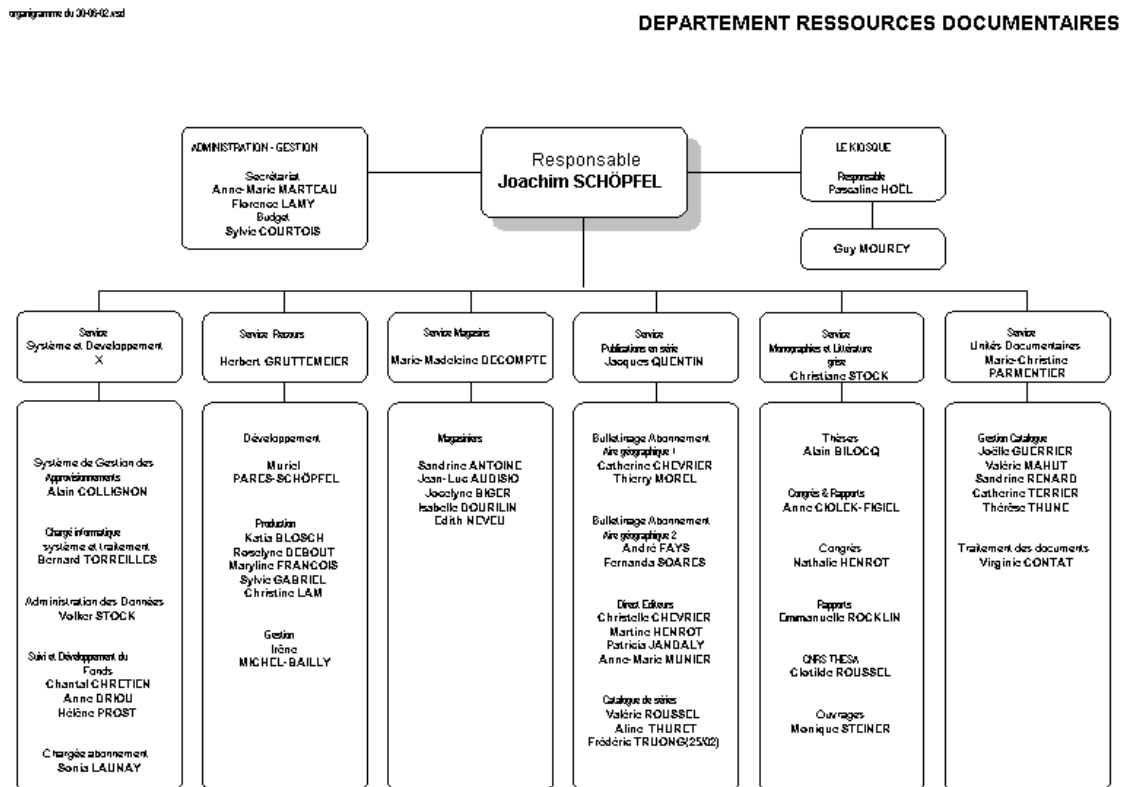 organigramme du 30-06-02.vsd
DEPARTEMENT RESSOURCES DOCUMENTAIRES
ADMINISTRATION - GESTION
Secrétariat
Anne-Marie MARTEAU
Florence LAMY
Budget
Sylvie COURTOIS
Responsable
Joachim SCHÖPFEL
LE KIOSQUE
Responsable
Pascaline HOËL
Guy MOUREY
Service
Système et Developpement
X
Service Recours
Herbert GRUTTEMEIER
Service Magasins
Marie-Madeleine DECOMPTE
Service
Publications en série
Jacques QUENTIN
Service
Monographies et Littérature
grise
Christiane STOCK
Service
Unités Documentaires
Marie-Christine
PARMENTIER
Système de Gestion des
Approvisionnements
Alain COLLIGNON
Chargé informatique
système et traitement
Bernard TORREILLES
Administration des Données
Volker STOCK
Suivi et Développement du
Fonds
Chantal CHRETIEN
Anne DRIOU
Hélène PROST
Chargée abonnement
Sonia LAUNAY
Développement
Muriel
PARES-SCHÖPFEL
Production
Katia BLOSCH
Roselyne DEBOUT
Maryline FRANCOIS
Sylvie GABRIEL
Christine LAM
Gestion
Irène
MICHEL-BAILLY
Magasiniers
Sandrine ANTOINE
Jean-Luc AUDISIO
Jocelyne BIGER
Isabelle DOURILIN
Edith NEVEU
Bulletinage Abonnement
Aire géographique 1
Catherine CHEVRIER
Thierry MOREL
Bulletinage Abonnement
Aire géographique 2
André FAYS
Fernanda SOARES
Direct Editeurs
Christelle CHEVRIER
Martine HENROT
Patricia JANDALY
Anne-Marie MUNIER
Catalogue de séries
Valérie ROUSSEL
Aline THURET
Frédéric TRUONG(25/02)
Thèses
Alain BILOCQ
Congrès & Rapports
Anne CIOLEK-FIGIEL
Congrès
Nathalie HENROT
Rapports
Emmanuelle ROCKLIN
CNRS THESA
Clotilde ROUSSEL
Ouvrages
Monique STEINER
Gestion Catalogue
Joëlle GUERRIER
Valérie MAHUT
Sandrine RENARD
Catherine TERRIER
Thérèse THUNE
Traitement des documents
Virginie CONTAT